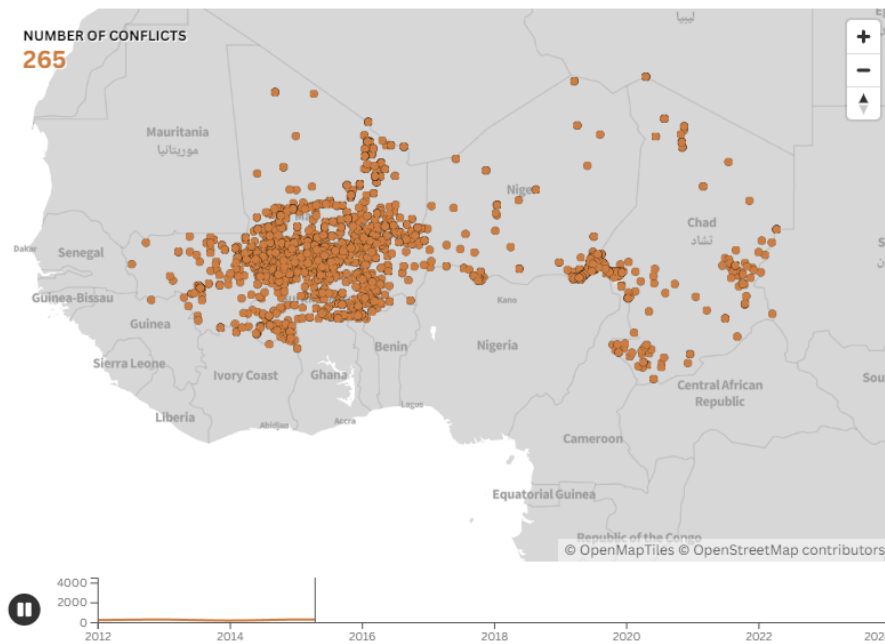 NUMBER OF CONFLICTS
265
ليبيا
+
−
Mauritania
موريتانيا
Niger
Chad
تشاد
Dakar
Senegal
Guinea-Bissau
Guinea
Kano
Sierra Leone
Ivory Coast
Ghana
Benin
Nigeria
Central African
Republic
Liberia
Abidjan
Accra
Lagos
Cameroon
Equatorial Guinea
Republic of the Congo
© OpenMapTiles © OpenStreetMap contributors
4000
2000
0
2012
2014
2016
2018
2020
2022